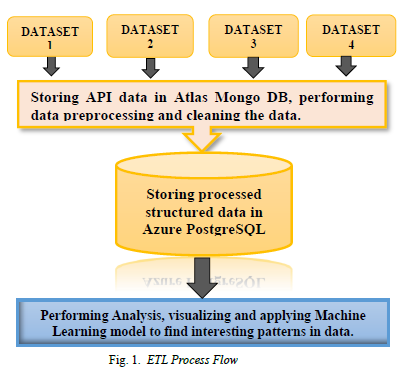 DATASET 1
DATASET 2
DATASET 3
DATASET 4
Storing API data in Atlas Mongo DB, performing
data preprocessing and cleaning the data.
Storing processed
structured data in
Azure PostgreSQL
Performing Analysis, visualizing and applying Machine
Learning model to find interesting patterns in data.
Fig. 1. ETL Process Flow